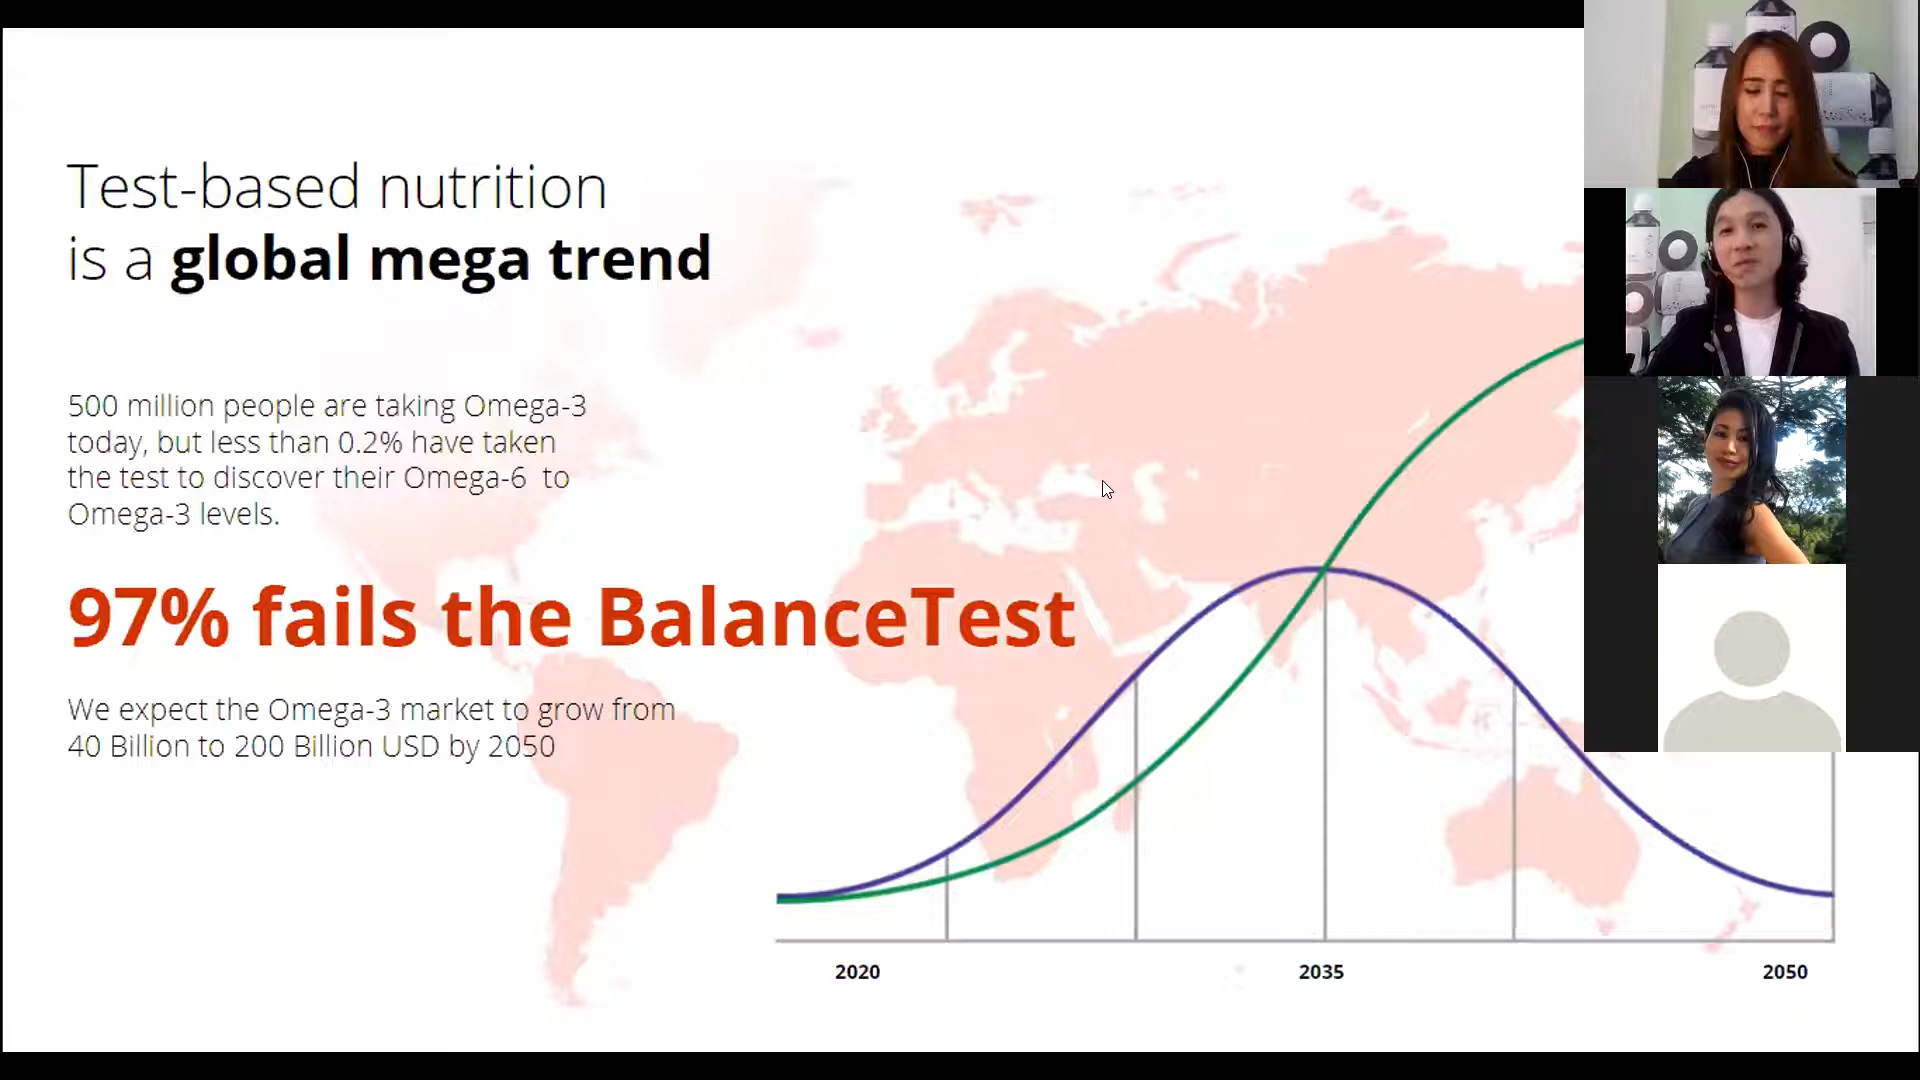 Test-based nutrition
is a global mega trend
500 million people are taking Omega-3
today, but less than 0.2% have taken
the test to discover their Omega-6 to
Omega-3 levels.
97% fails the BalanceTest
We expect the Omega-3 market to grow from
40 Billion to 200 Billion USD by 2050
2020
2035
2050